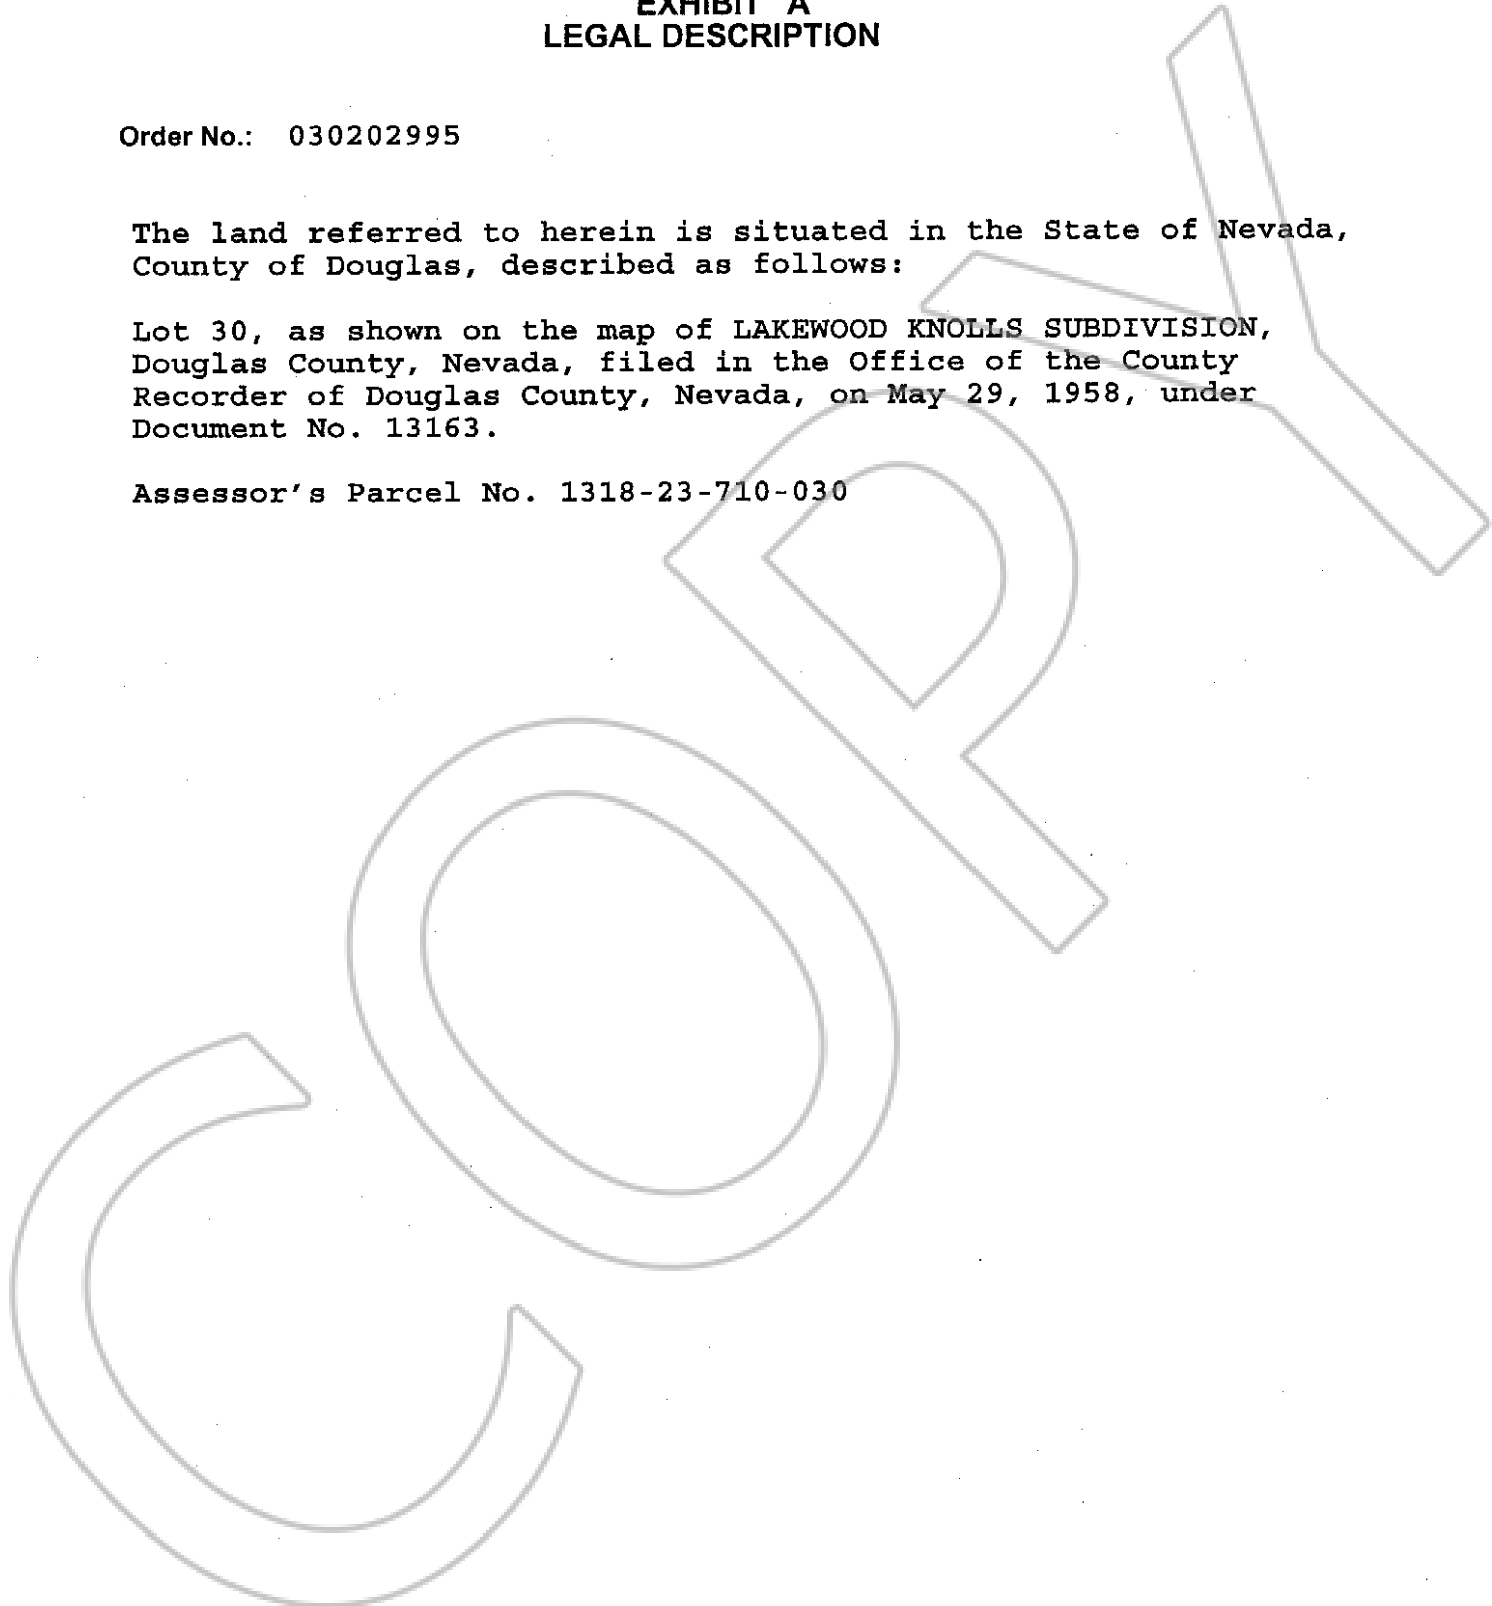 EXHIBIT A
LEGAL DESCRIPTION
Order No.: 030202995
The land referred to herein is situated in the State of Nevada,
County of Douglas, described as follows:
Lot 30, as shown on the map of LAKEWOOD KNOLLS SUBDIVISION,
Douglas County, Nevada, filed in the Office of the County
Recorder of Douglas County, Nevada, on May 29, 1958, under
Document No. 13163.
Assessor's Parcel No. 1318-23-710-030
COPY